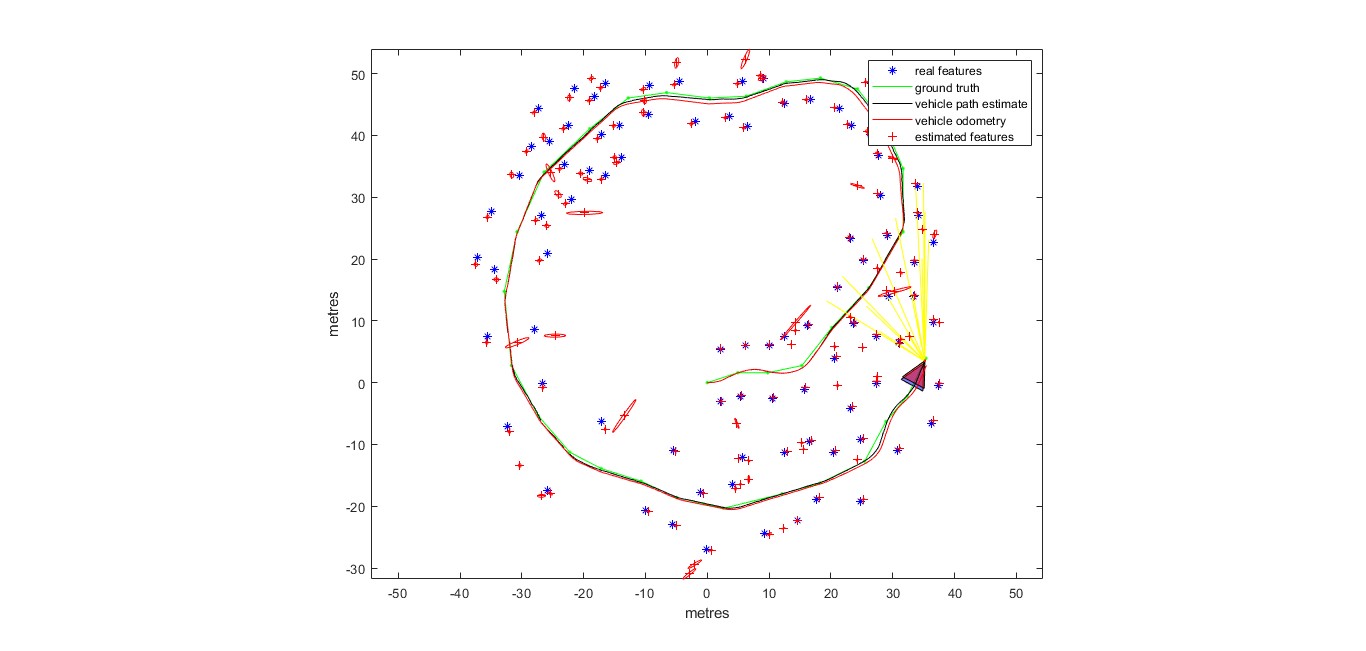 50
40
30
20
10
0
-10
-20
-30
metres
-50
-40
-30
-20
-10
0
10
20
30
40
50
metres
real features
ground truth
vehicle path estimate
vehicle odometry
estimated features